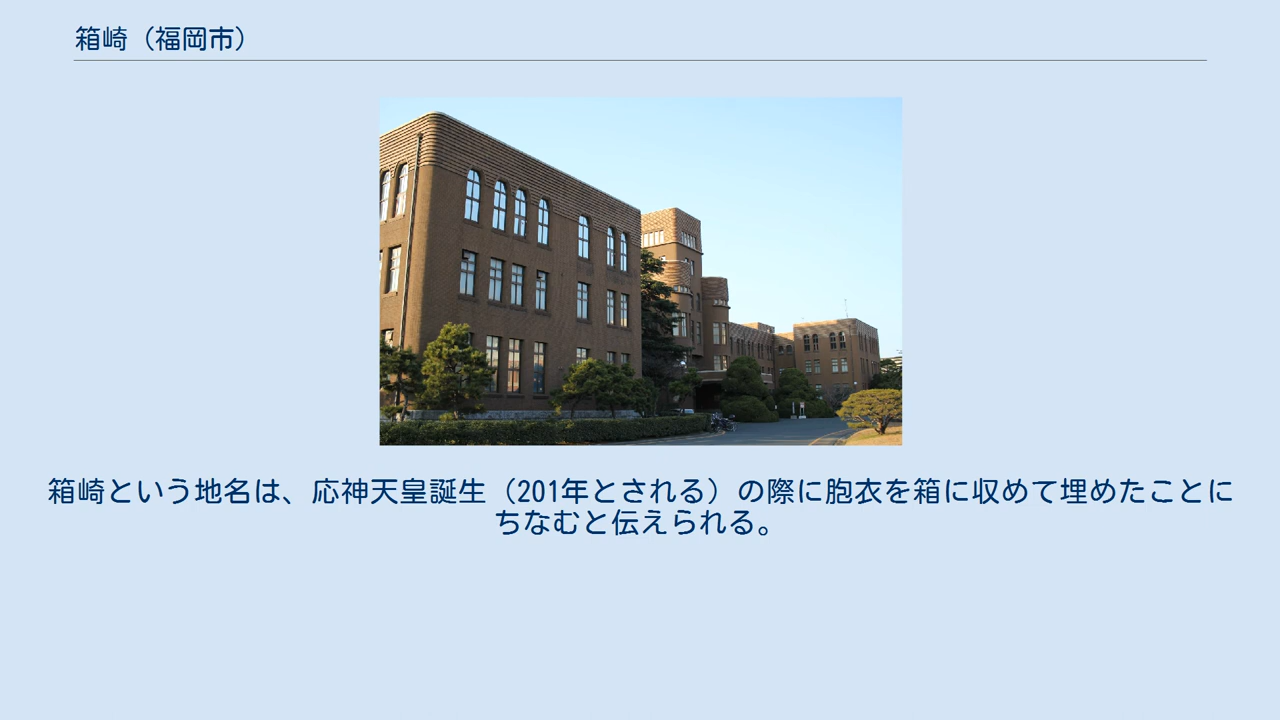 箱崎（福岡市）
箱崎という地名は、応神天皇誕生（201年とされる）の際に胞衣を箱に収めて埋めたことに
ちなむと伝えられる。